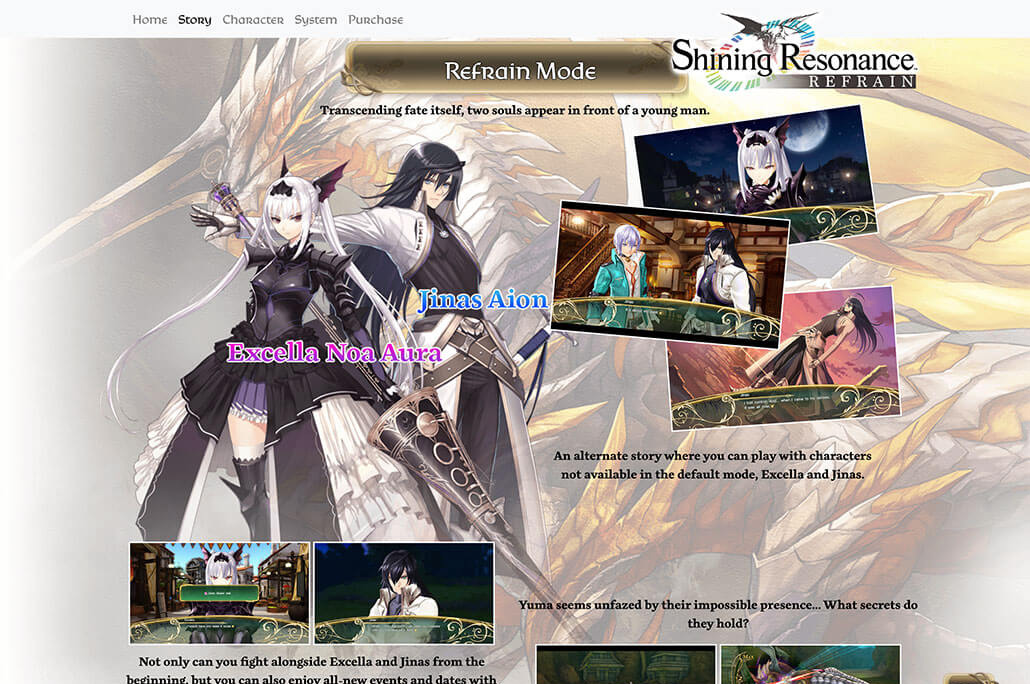 Home Story Character System Purchase
Shining Resonance
REFRAIN
Refrain Mode
Transcending fate itself, two souls appear in front of a young man.
Jinas Aion
Excella Noa Aura
An alternate story where you can play with characters
not available in the default mode, Excella and Jinas.
Yuma seems unfazed by their impossible presence... What secrets do
they hold?
Not only can you fight alongside Excella and Jinas from the
beginning, but you can also enjoy all-new events and dates with